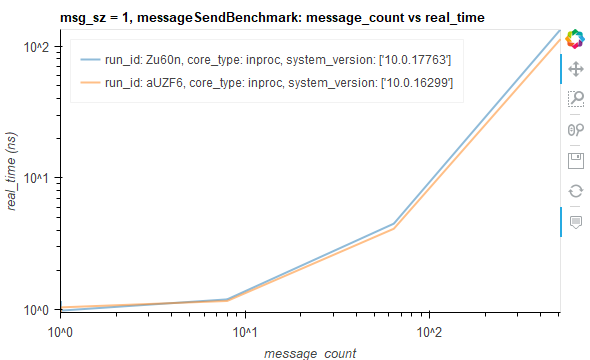 msg_sz = 1, messageSendBenchmark: message_count vs real_time
10^2
run_id: Zu60n, core_type: inproc, system_version: ['10.0.17763']
run_id: aUZF6, core_type: inproc, system_version: ['10.0.16299']
real_time (ns)
10^1
10^0
10^0
10^1
10^2
message_count